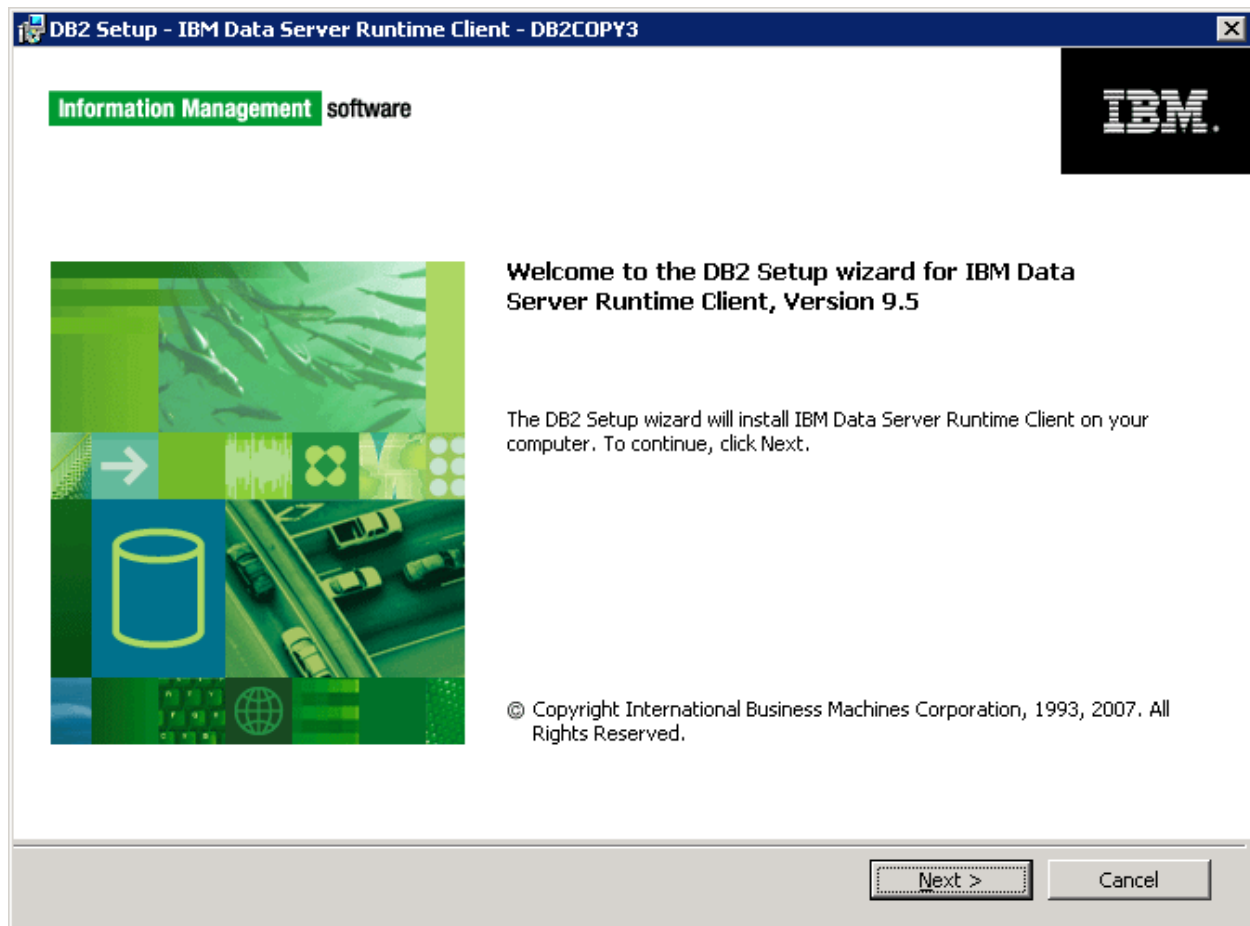 DB2 Setup - IBM Data Server Runtime Client - DB2COPY3
Information Management software
IBM.
Welcome to the DB2 Setup wizard for IBM Data
Server Runtime Client, Version 9.5
The DB2 Setup wizard will install IBM Data Server Runtime Client on your
computer. To continue, click Next.
© Copyright International Business Machines Corporation, 1993, 2007. All
Rights Reserved.
Next >
Cancel